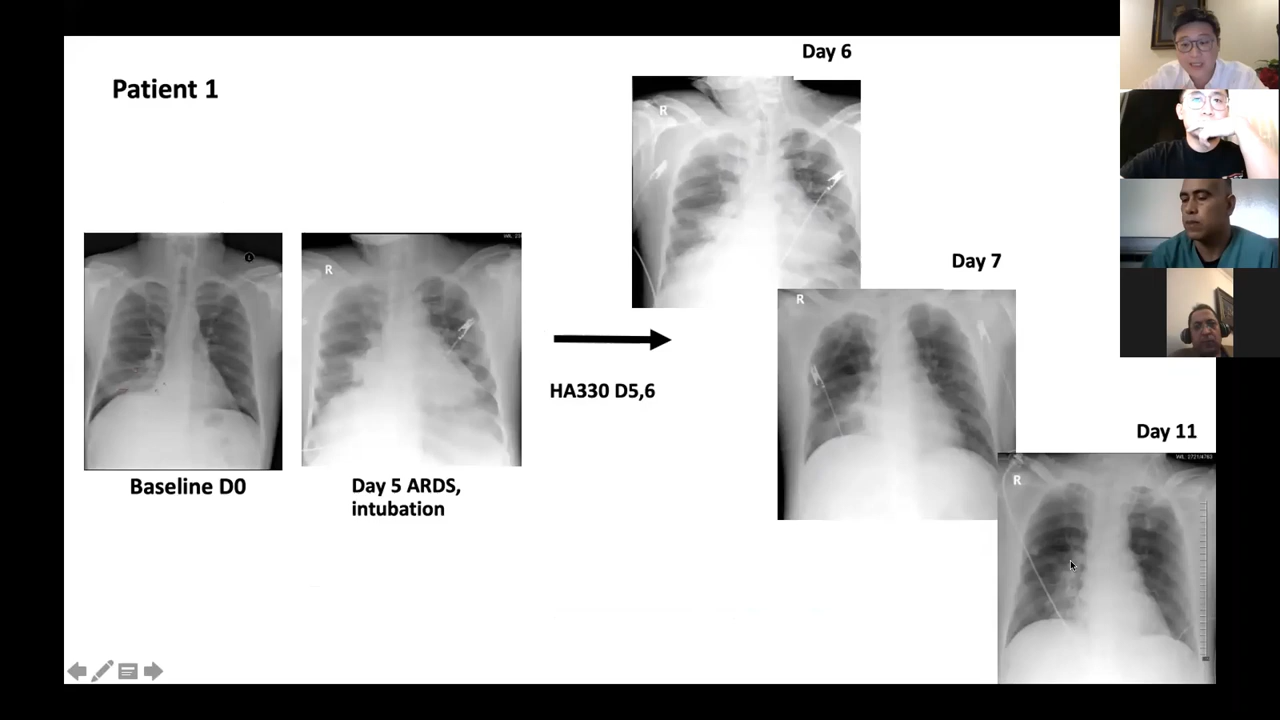 Patient 1
Baseline D0
R
Day 5 ARDS,
intubation
HA330 D5,6
Day 6
R
Day 7
R
Day 11
R